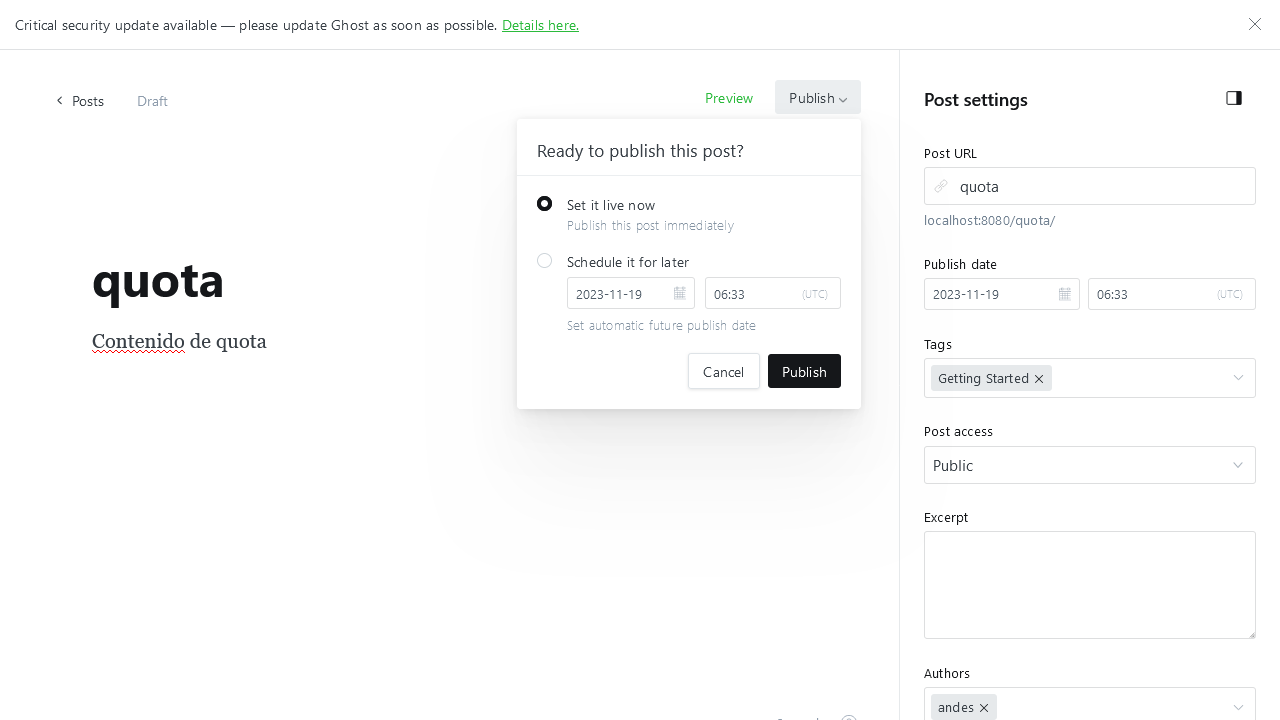 Critical security update available — please update Ghost as soon as possible. Details here.
Posts
Draft
Preview
Publish
Ready to publish this post?
Set it live now
Publish this post immediately
Schedule it for later
2023-11-19
06:33
(UTC)
Set automatic future publish date
Cancel
Publish
quota
Contenido de quota
Post settings
Post URL
quota
localhost:8080/quota/
Publish date
2023-11-19
06:33
(UTC)
Tags
Getting Started
Post access
Public
Excerpt
Authors
andes